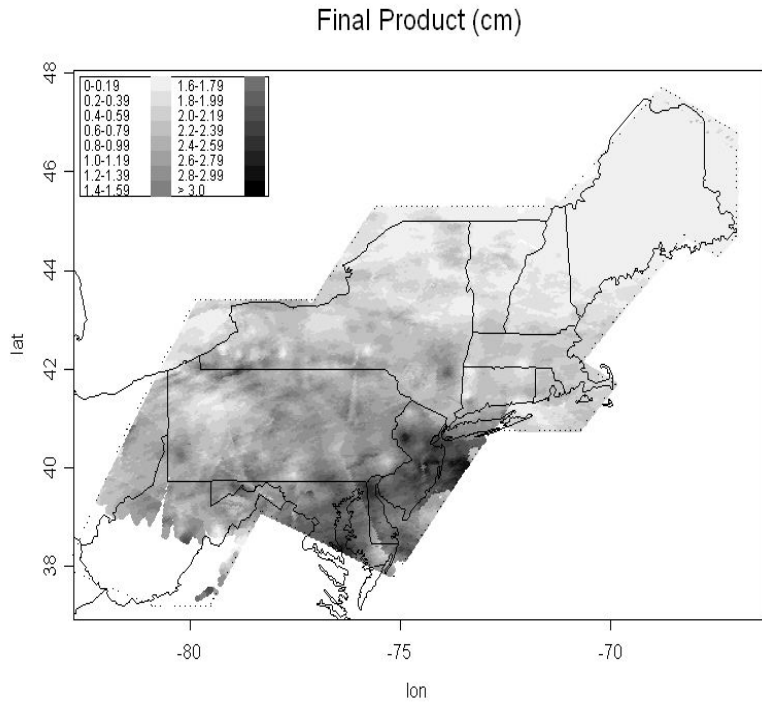 Final Product (cm)
0-0.19 1.6-1.79
0.2-0.39 1.8-1.99
0.4-0.59 2.0-2.19
0.6-0.79 2.2-2.39
0.8-0.99 2.4-2.59
1.0-1.19 2.6-2.79
1.2-1.39 2.8-2.99
1.4-1.59 > 3.0
48
46
44
42
40
38
lat
-80 -75 -70
lon